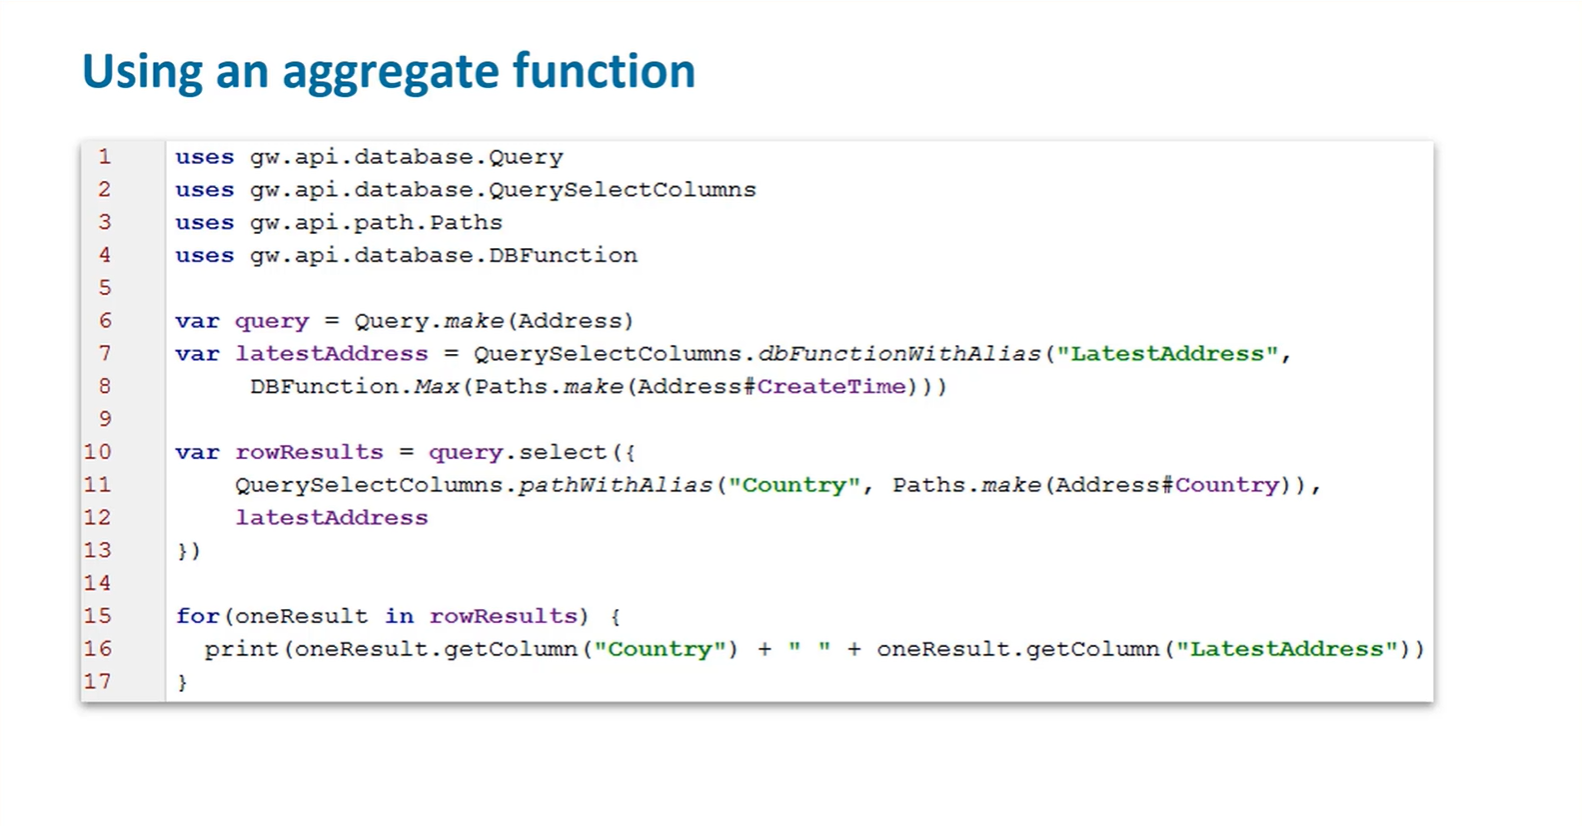 Using an aggregate function
1 uses gw.api.database.Query
2 uses gw.api.database.QuerySelectColumns
3 uses gw.api.path.Paths
4 uses gw.api.database.DBFunction
5
6 var query = Query.make(Address)
7 var latestAddress = QuerySelectColumns.dbFunctionWithAlias("LatestAddress",
8 DBFunction.Max(Paths.make(Address#CreateTime)))
9
10 var rowResults = query.select({
11 QuerySelectColumns.pathWithAlias("Country", Paths.make(Address#Country)),
12 latestAddress
13 })
14
15 for(oneResult in rowResults) {
16 print(oneResult.getColumn("Country") + " " + oneResult.getColumn("LatestAddress"))
17 }